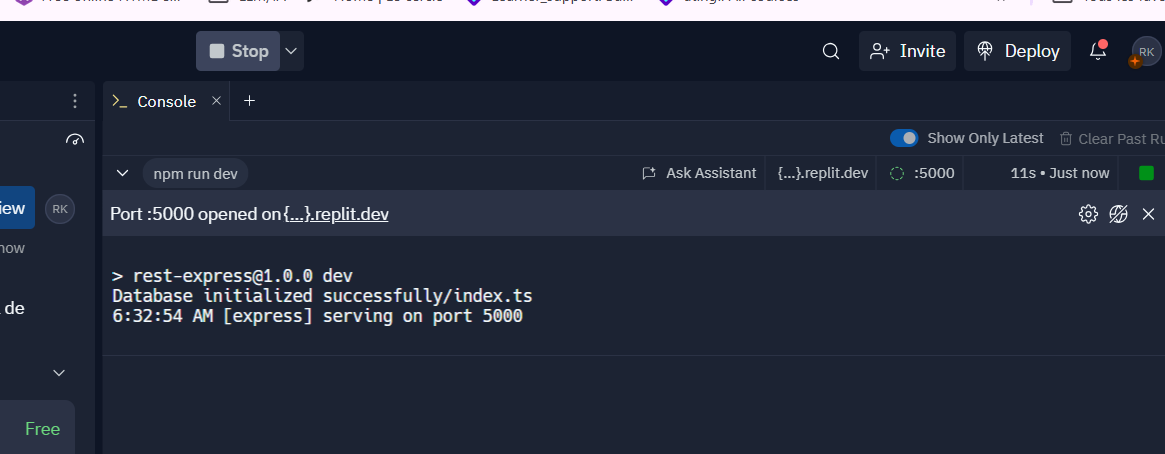 Stop
Invite
Deploy
RK
Console
Show Only Latest
Clear Past Ru
npm run dev
Ask Assistant
{...}.replit.dev
:5000
11s • Just now
iew
RK
Port :5000 opened on {...}.replit.dev
now
> rest-express@1.0.0 dev
Database initialized successfully/index.ts
de
6:32:54 AM [express] serving on port 5000
Free